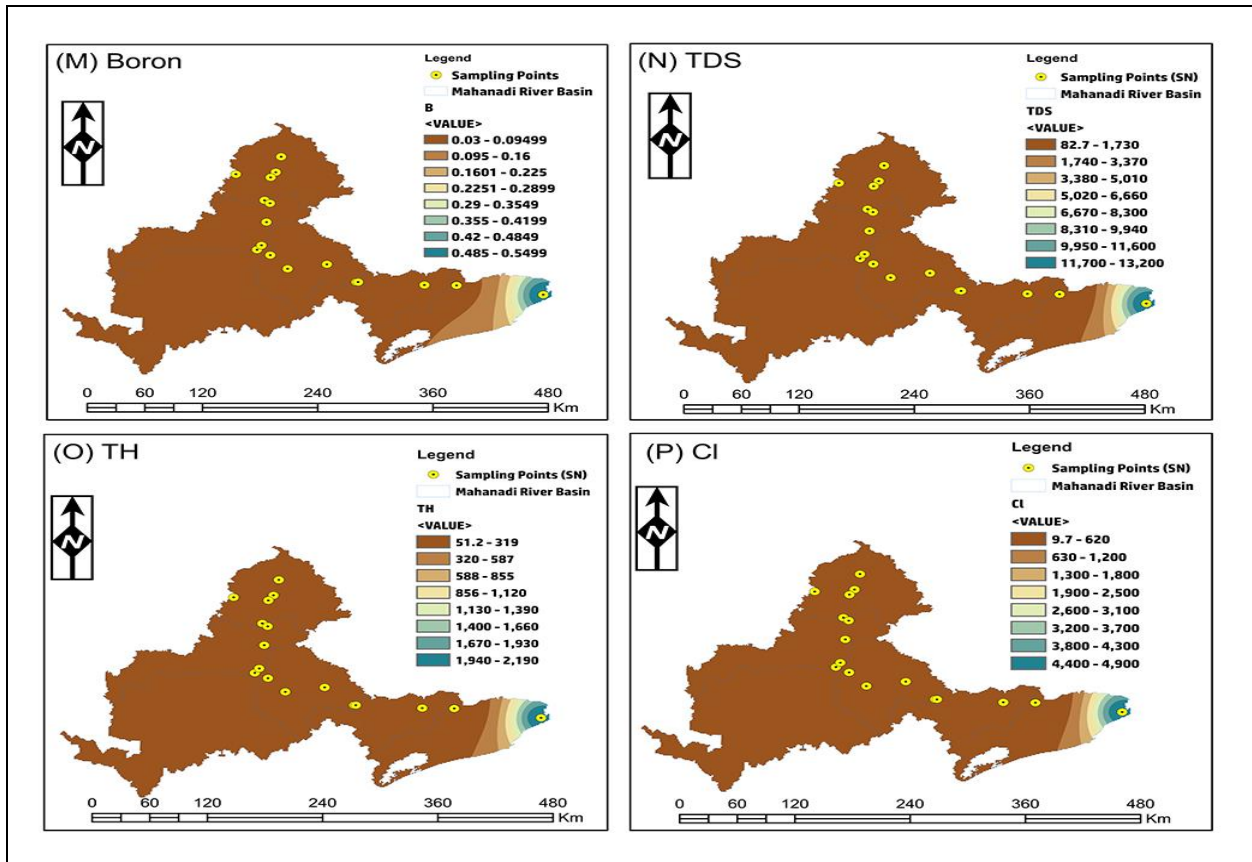 (M) Boron
Legend
Sampling Points
Mahanadi River Basin
B
<VALUE>
0.03 - 0.09499
0.095 - 0.16
0.1601 - 0.225
0.2251 - 0.2899
0.29 - 0.3549
0.355 - 0.4199
0.42 - 0.4849
0.485 - 0.5499
N
0 60 120 240 360 480
Km
(N) TDS
Legend
Sampling Points (SN)
Mahanadi River Basin
TDS
<VALUE>
82.7 - 1,730
1,740 - 3,370
3,380 - 5,010
5,020 - 6,660
6,670 - 8,300
8,310 - 9,940
9,950 - 11,600
11,700 - 13,200
N
0 60 120 240 360 480
Km
(O) TH
Legend
Sampling Points (SN)
Mahanadi River Basin
TH
<VALUE>
51.2 - 319
320 - 587
588 - 855
856 - 1,120
1,130 - 1,390
1,400 - 1,660
1,670 - 1,930
1,940 - 2,190
N
0 60 120 240 360 480
Km
(P) Cl
Legend
Sampling Points (SN)
Mahanadi River Basin
Cl
<VALUE>
9.7 - 620
630 - 1,200
1,300 - 1,800
1,900 - 2,500
2,600 - 3,100
3,200 - 3,700
3,800 - 4,300
4,400 - 4,900
N
0 60 120 240 360 480
Km